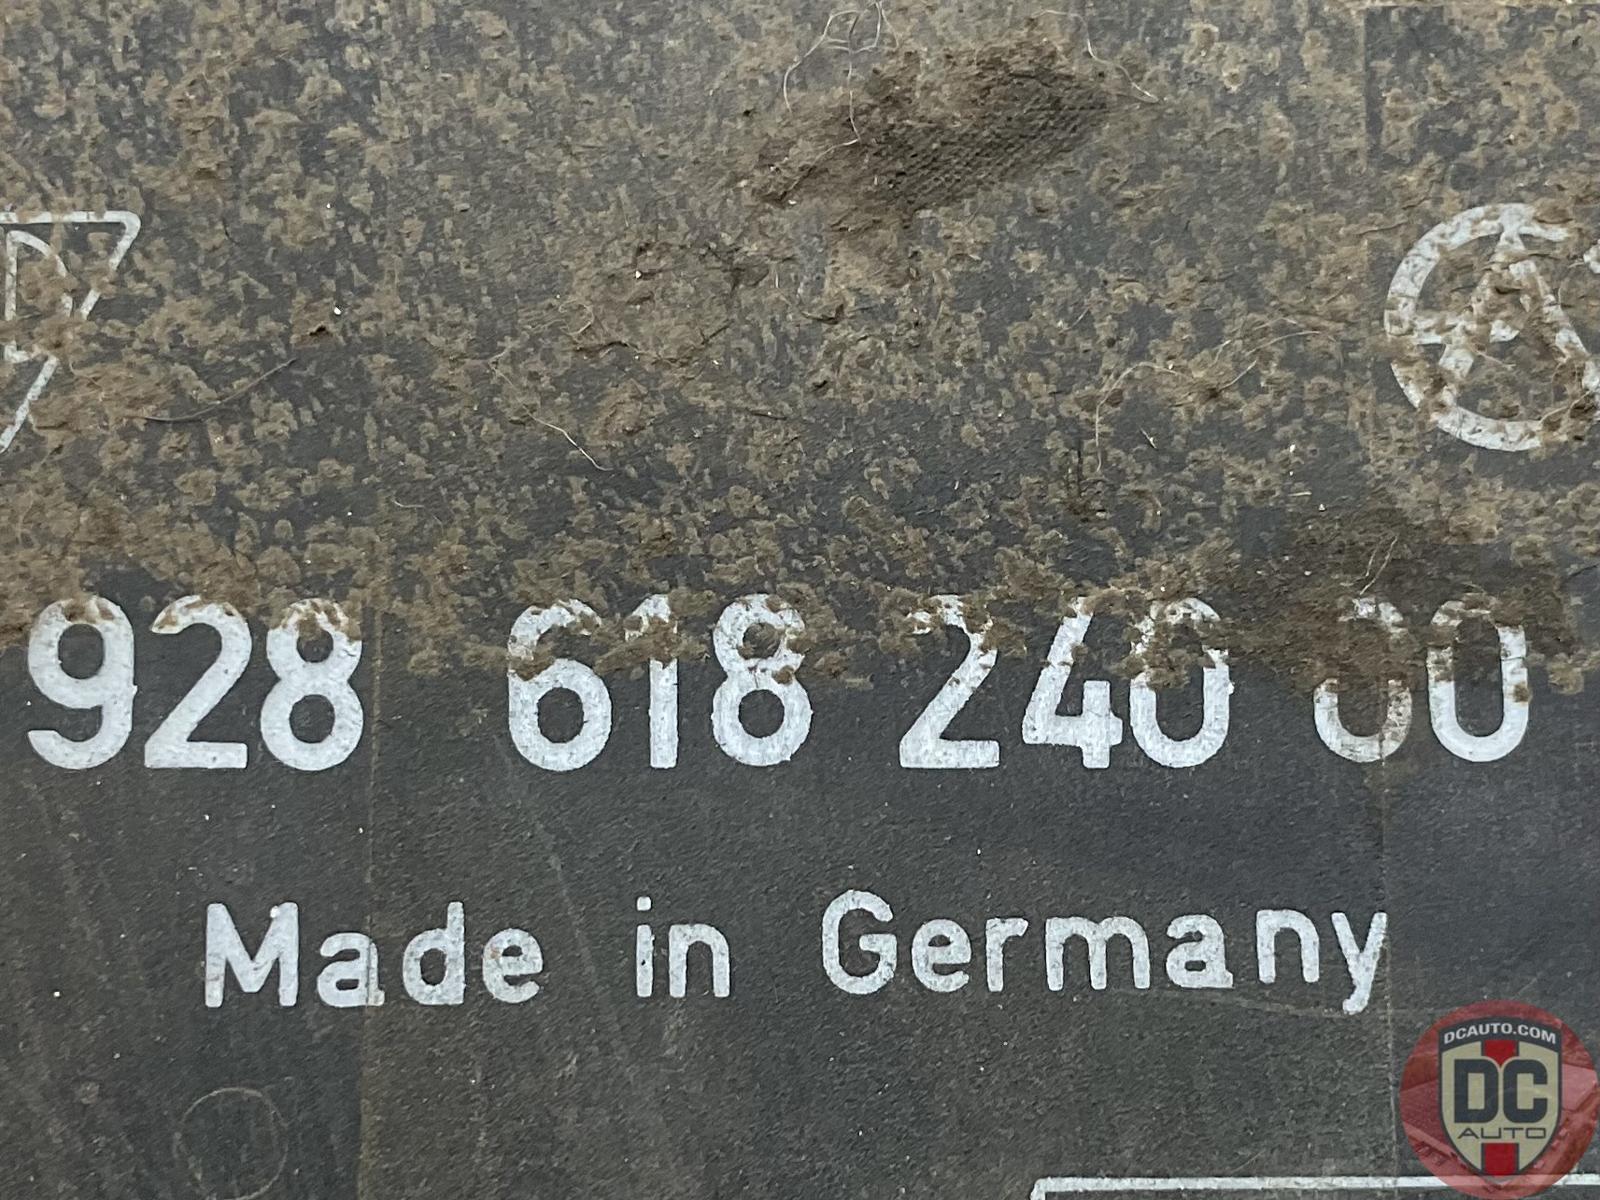 928 618 240 00
Made in Germany
DCAUTO.COM
DC
AUTO